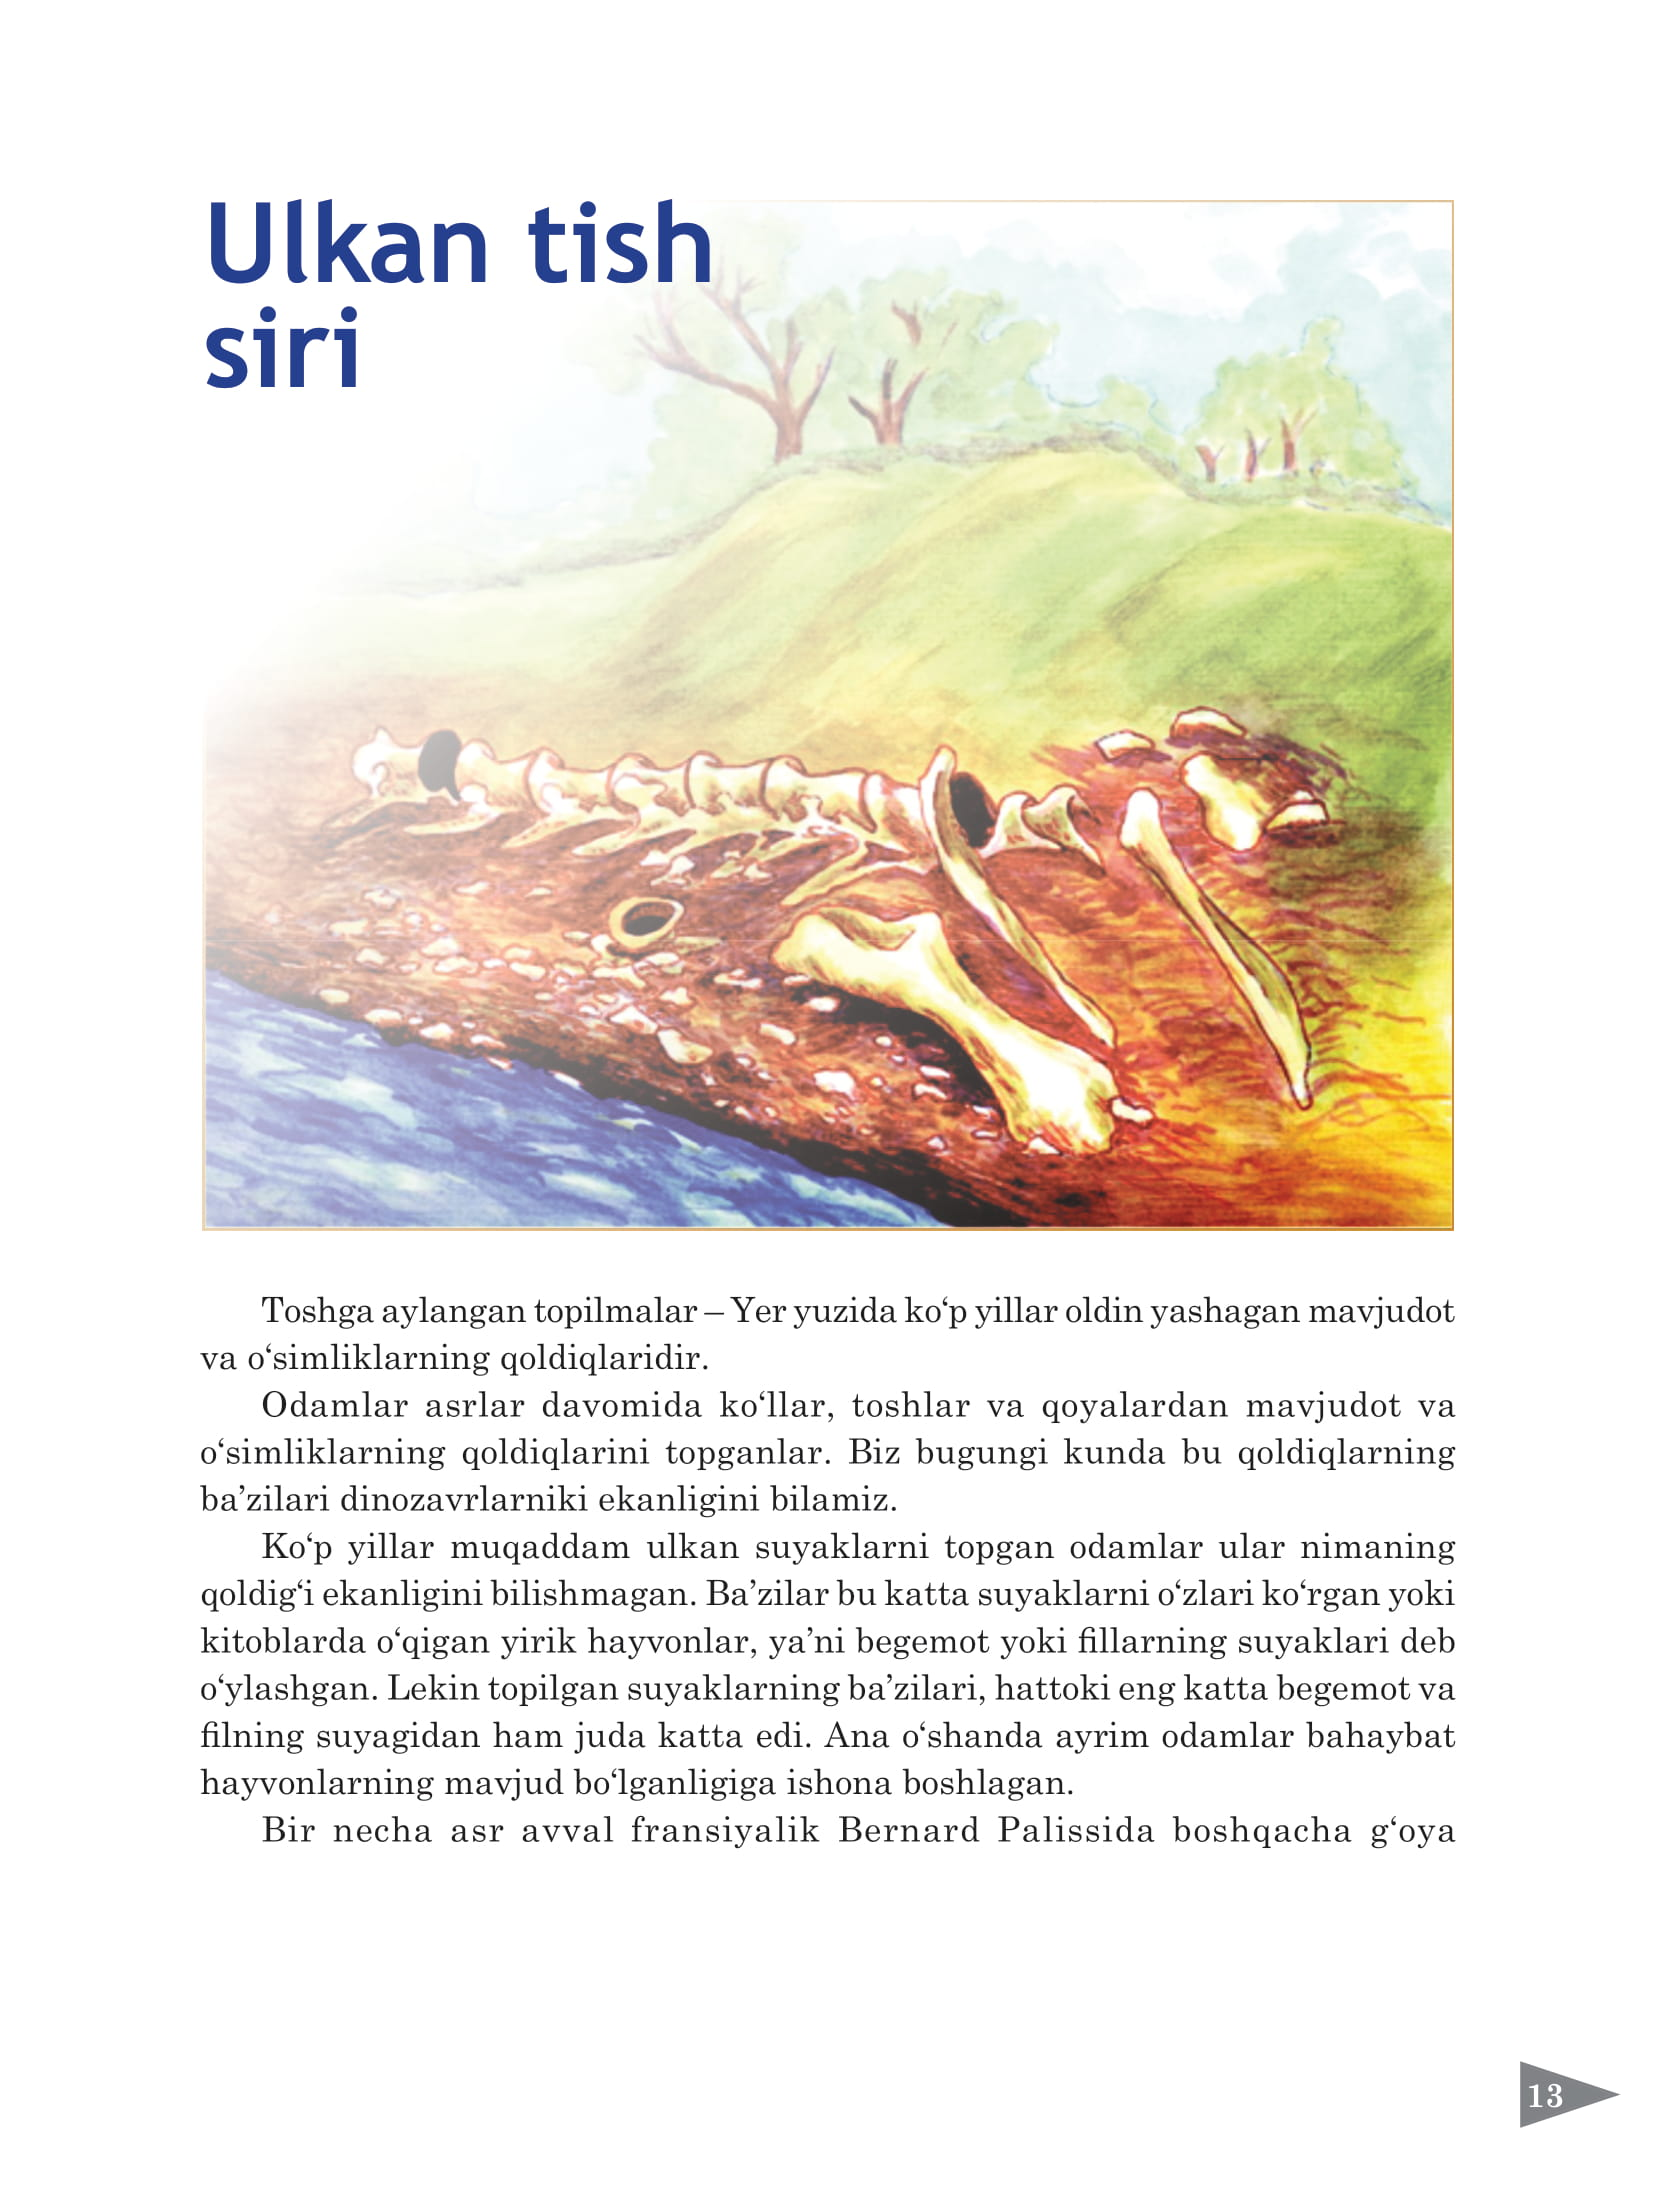 Ulkan tish
siri
Toshga aylangan topilmalar – Yer yuzida ko‘p yillar oldin yashagan mavjudot
va o‘simliklarning qoldiqlaridir.
Odamlar asrlar davomida ko‘llar, toshlar va qoyalardan mavjudot va
o‘simliklarning qoldiqlarini topganlar. Biz bugungi kunda bu qoldiqlarning
ba’zilari dinozavrlarniki ekanligini bilamiz.
Ko‘p yillar muqaddam ulkan suyaklarni topgan odamlar ular nimaning
qoldig‘i ekanligini bilishmagan. Ba’zilar bu katta suyaklarni o‘zlari ko‘rgan yoki
kitoblarda o‘qigan yirik hayvonlar, ya’ni begemot yoki fillarning suyaklari deb
o‘ylashgan. Lekin topilgan suyaklarning ba’zilari, hattoki eng katta begemot va
filning suyagidan ham juda katta edi. Ana o‘shanda ayrim odamlar bahaybat
hayvonlarning mavjud bo‘lganligiga ishona boshlagan.
Bir necha asr avval fransiyalik Bernard Palissida boshqacha g‘oya
13